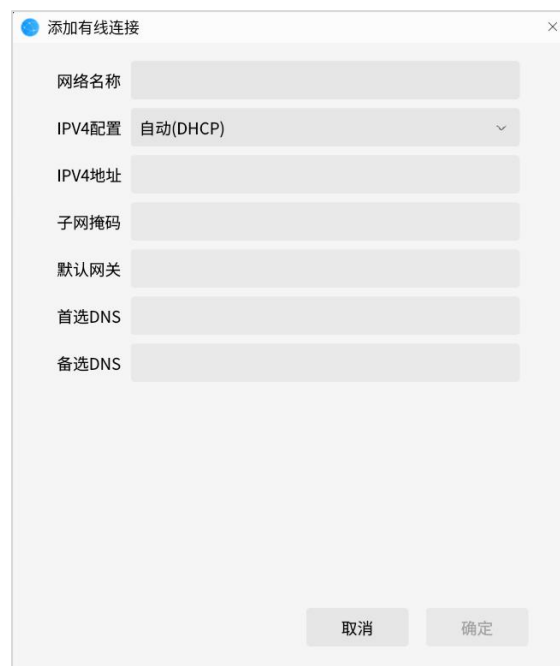 添加有线连接
网络名称
IPV4配置 自动(DHCP)
IPV4地址
子网掩码
默认网关
首选DNS
备选DNS
取消 确定